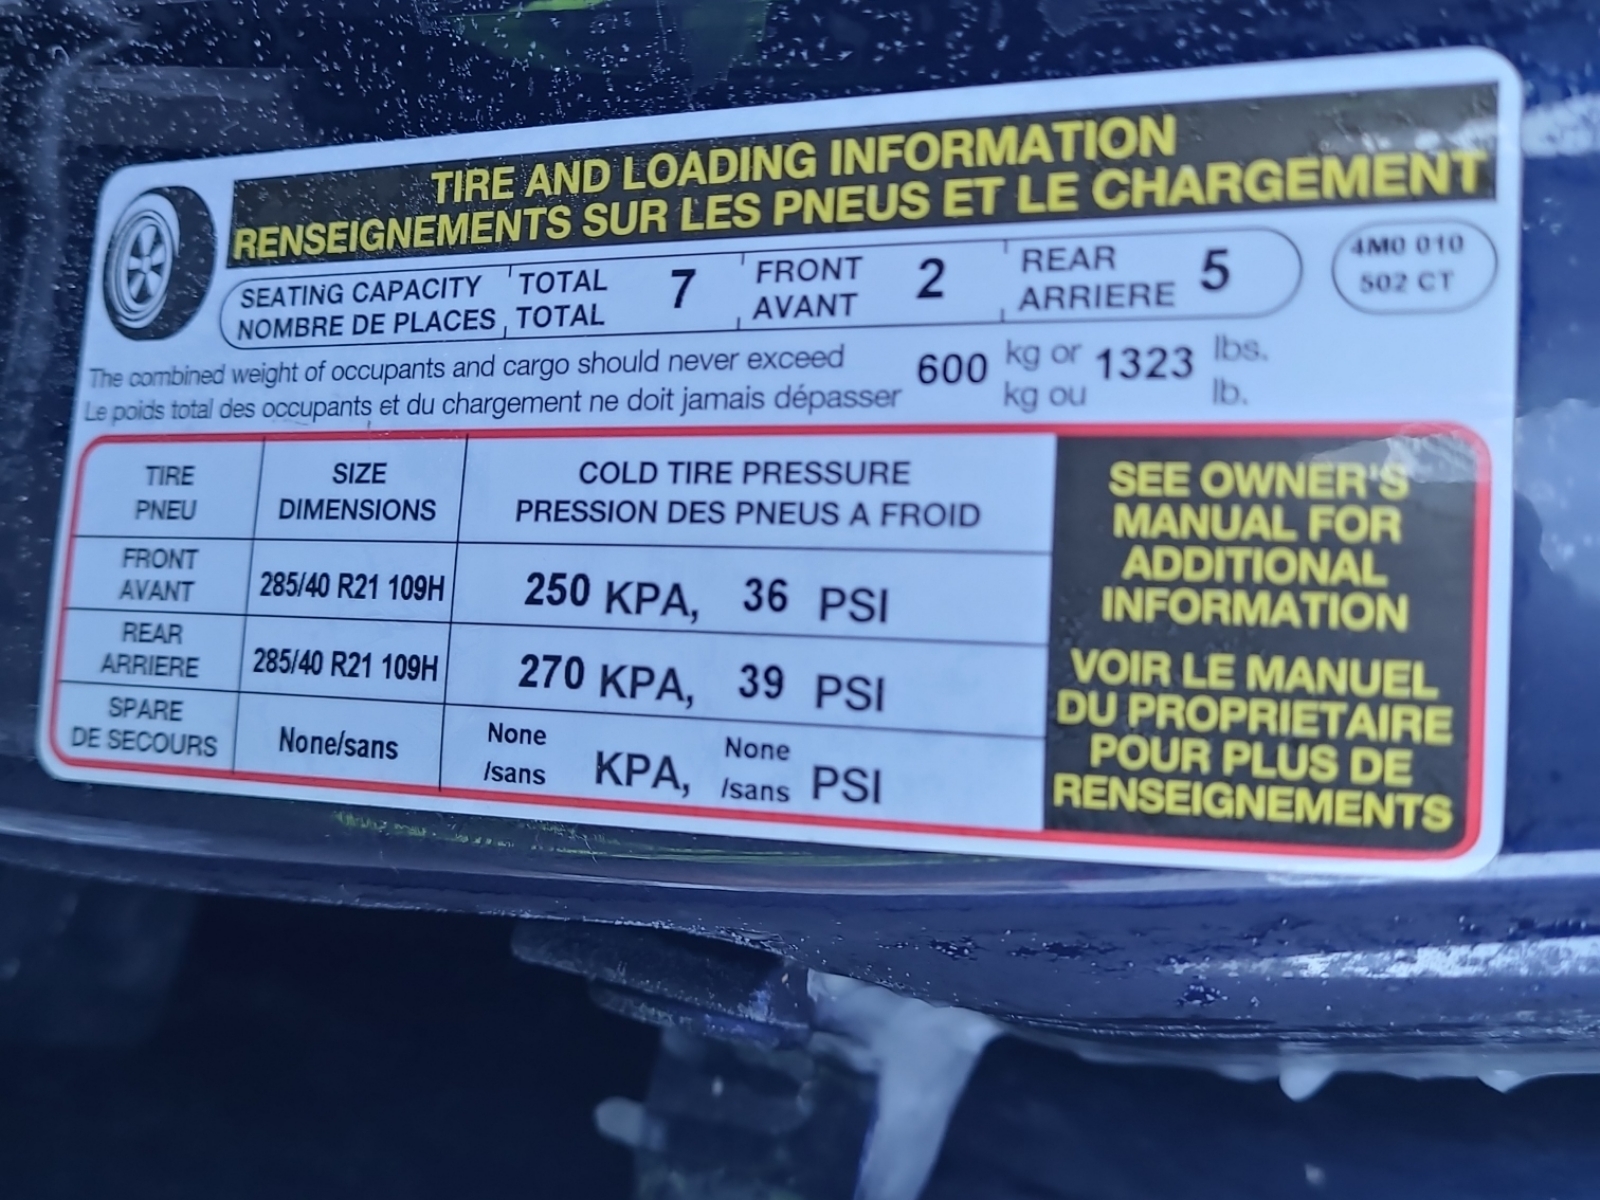 TIRE AND LOADING INFORMATION
RENSEIGNEMENTS SUR LES PNEUS ET LE CHARGEMENT
SEATING CAPACITY TOTAL 7 FRONT 2 REAR 5
NOMBRE DE PLACES TOTAL AVANT ARRIERE
4M0 010
502 CT
The combined weight of occupants and cargo should never exceed 600 kg or 1323 lbs.
Le poids total des occupants et du chargement ne doit jamais dépasser kg ou lb.
TIRE SIZE COLD TIRE PRESSURE
PNEU DIMENSIONS PRESSION DES PNEUS A FROID
FRONT
AVANT 285/40 R21 109H 250 KPA, 36 PSI
REAR
ARRIERE 285/40 R21 109H 270 KPA, 39 PSI
SPARE
DE SECOURS None/sans None /sans KPA, None /sans PSI
SEE OWNER'S
MANUAL FOR
ADDITIONAL
INFORMATION
VOIR LE MANUEL
DU PROPRIETAIRE
POUR PLUS DE
RENSEIGNEMENTS